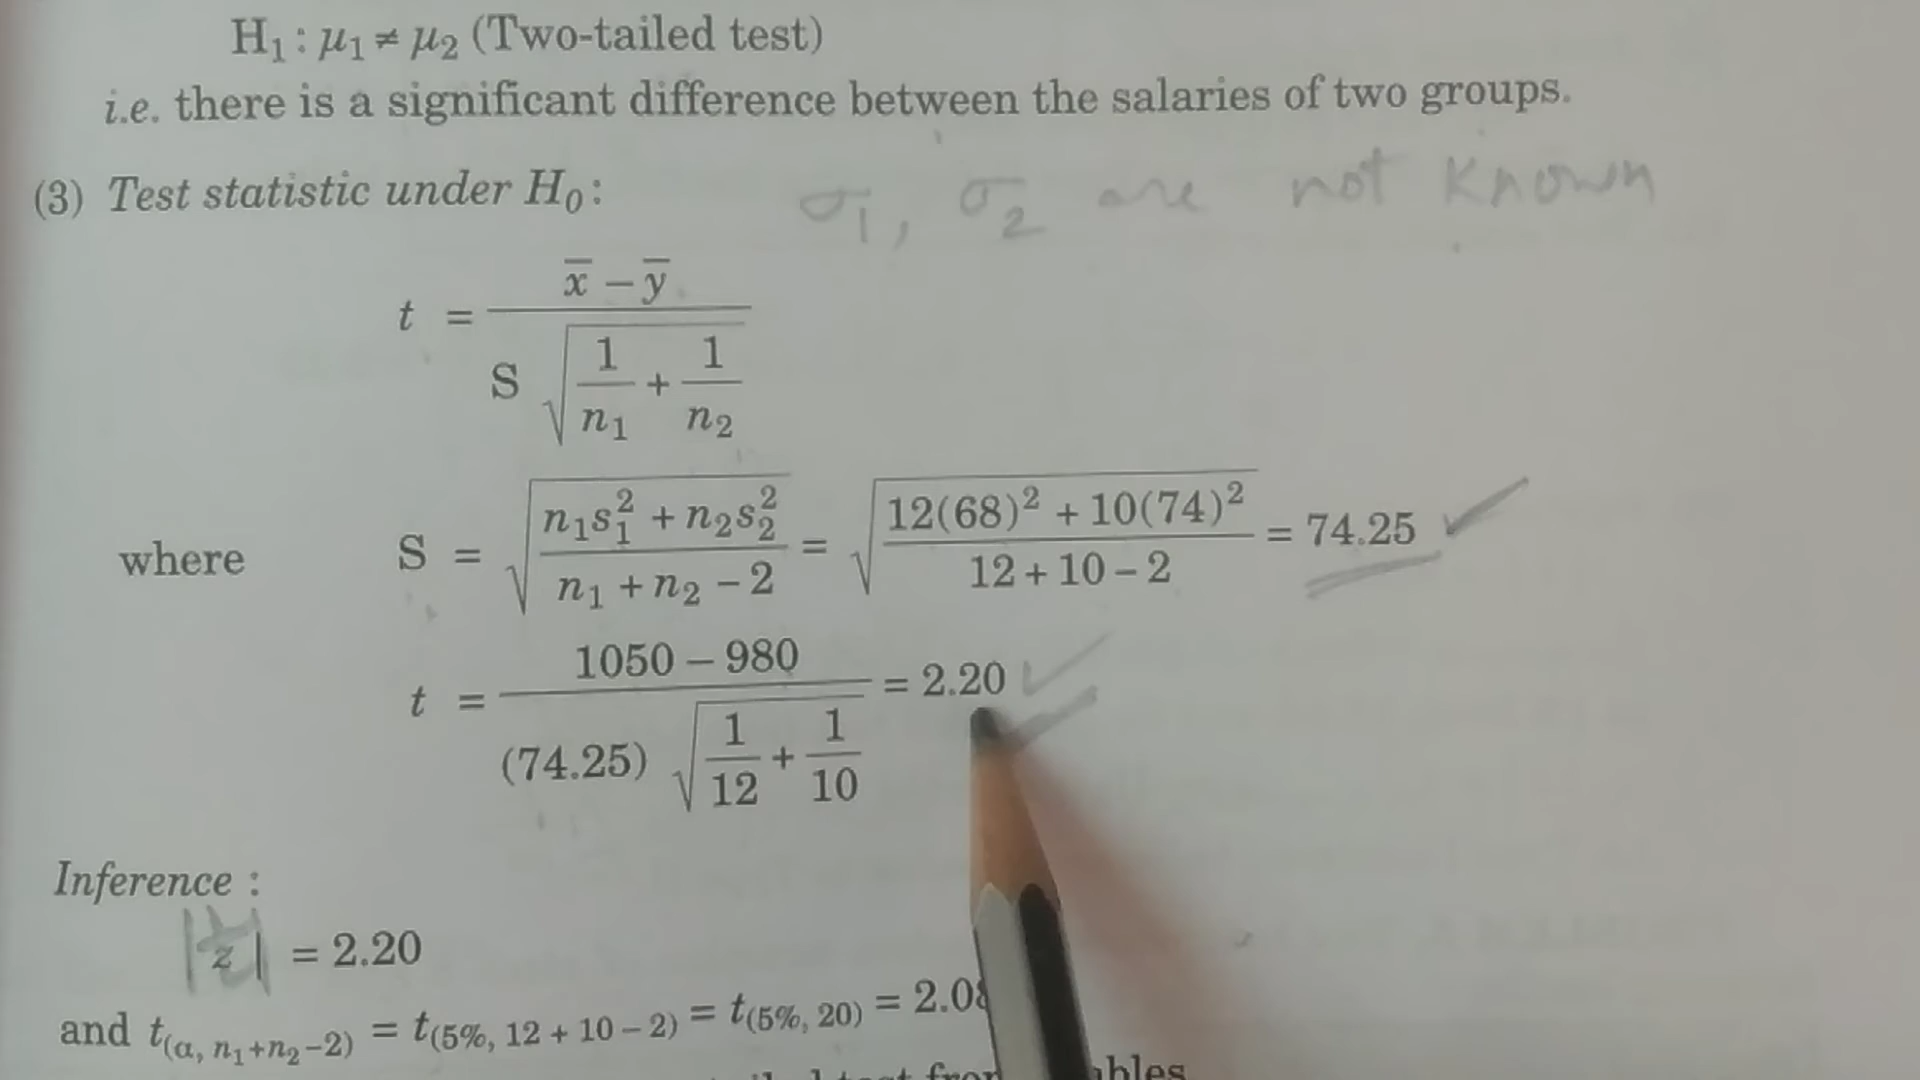 H₁ : μ₁ ≠ μ₂ (Two-tailed test)
i.e. there is a significant difference between the salaries of two groups.
(3) Test statistic under H₀ :
σ₁, σ₂ are not known
t = (x̄ − ȳ) / (S √(1/n₁ + 1/n₂))
where S = √((n₁s₁² + n₂s₂²) / (n₁ + n₂ − 2)) = √((12(68)² + 10(74)²) / (12 + 10 − 2)) = 74.25
t = (1050 − 980) / ((74.25) √(1/12 + 1/10)) = 2.20
Inference :
|t| = 2.20
and t(α, n₁+n₂−2) = t(5%, 12 + 10 − 2) = t(5%, 20) = 2.08
test from